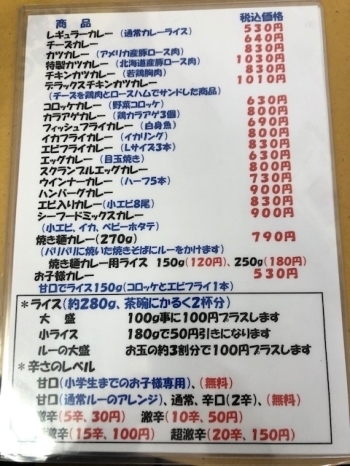 商品 税込価格
レギュラーカレー (通常カレーライス) 530円
チーズカレー 640円
カツカレー (アメリカ産豚ロース肉) 830円
特製カツカレー (北海道産豚ロース肉) 1030円
チキンカツカレー (若鶏胸肉) 830円
デラックスチキンカツカレー 1010円
(チーズを鶏肉とロースハムでサンドした商品)
コロッケカレー (野菜コロッケ) 630円
カラアゲカレー (鶏カラアゲ3個) 800円
フィッシュフライカレー (白身魚) 690円
イカフライカレー (イカリング) 800円
エビフライカレー (Lサイズ3本) 830円
エッグカレー (目玉焼き) 630円
スクランブルエッグカレー 800円
ウインナーカレー (ハーフ5本) 730円
ハンバーグカレー 900円
エビ入りカレー (小エビ8尾) 830円
シーフードミックスカレー 900円
(小エビ、イカ、ベビーホタテ)
焼き麺カレー(270g) 790円
(パリパリに焼いた焼きそばにルーをかけます)
焼き麺カレー用ライス 150g(120円)、250g(180円)
お子様カレー 530円
甘口でライス150g(コロッケとエビフライ1本)
*ライス(約280g、茶碗にかるく2杯分)
大盛 100g事に100円プラスします
小ライス 180gで50円引きになります
ルーの大盛 お玉の約3割分で100円プラスします
*辛さのレベル
甘口(小学生までのお子様専用)、(無料)
甘口(通常ルーのアレンジ)、通常、辛口(2辛)、(無料)
激辛(5辛、30円) 激辛(10辛、50円)
激辛(15辛、100円) 超激辛(20辛、150円)